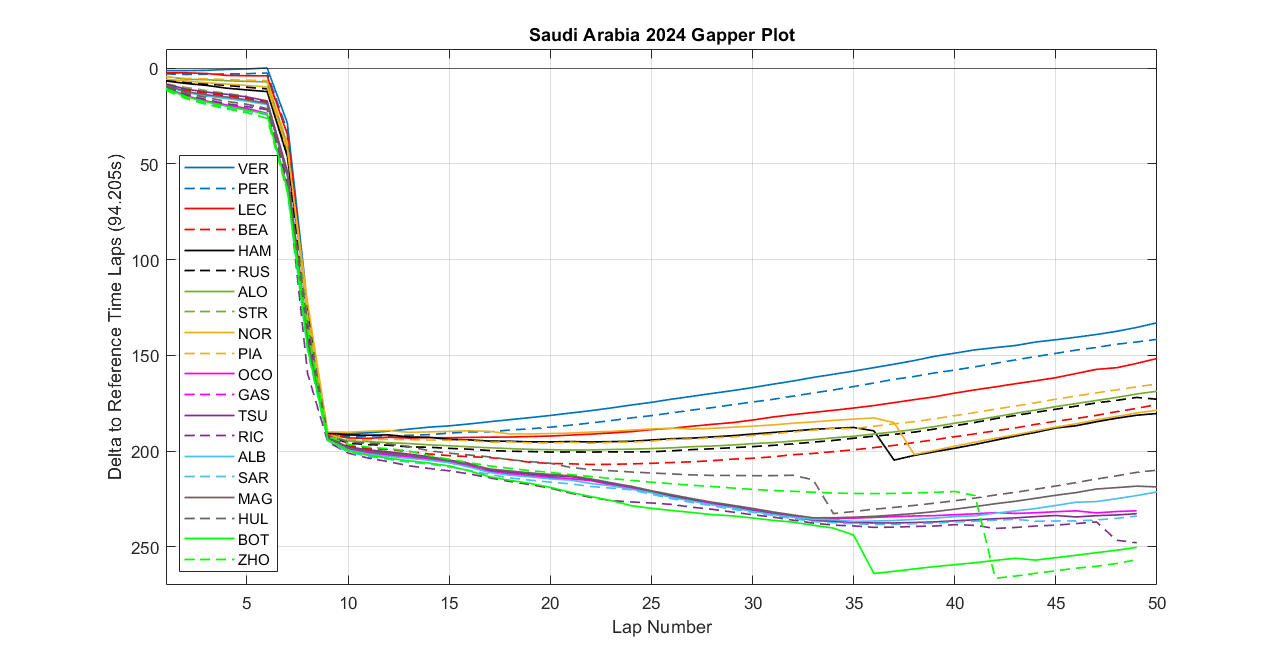 Saudi Arabia 2024 Gapper Plot
Delta to Reference Time Laps (94.205s)
0
50
100
150
200
250
VER
PER
LEC
BEA
HAM
RUS
ALO
STR
NOR
PIA
OCO
GAS
TSU
RIC
ALB
SAR
MAG
HUL
BOT
ZHO
5 10 15 20 25 30 35 40 45 50
Lap Number